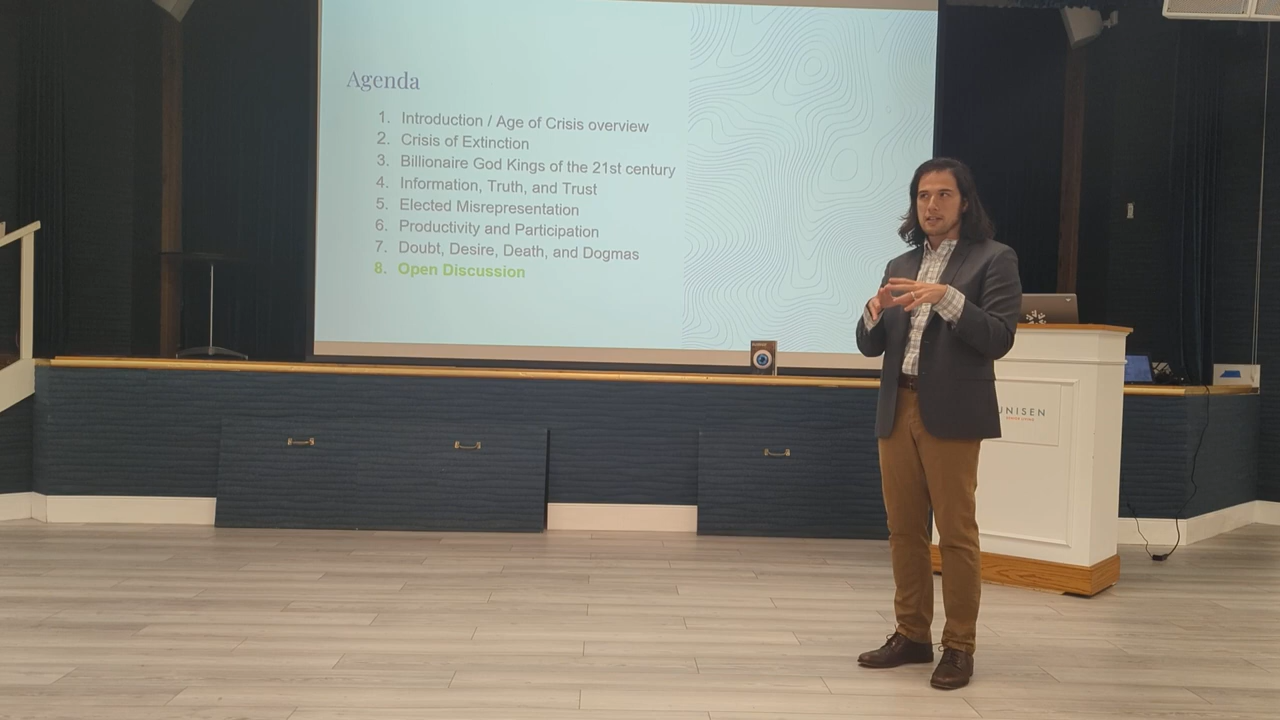 Agenda
1. Introduction / Age of Crisis overview
2. Crisis of Extinction
3. Billionaire God Kings of the 21st century
4. Information, Truth, and Trust
5. Elected Misrepresentation
6. Productivity and Participation
7. Doubt, Desire, Death, and Dogmas
8. Open Discussion
UNISEN